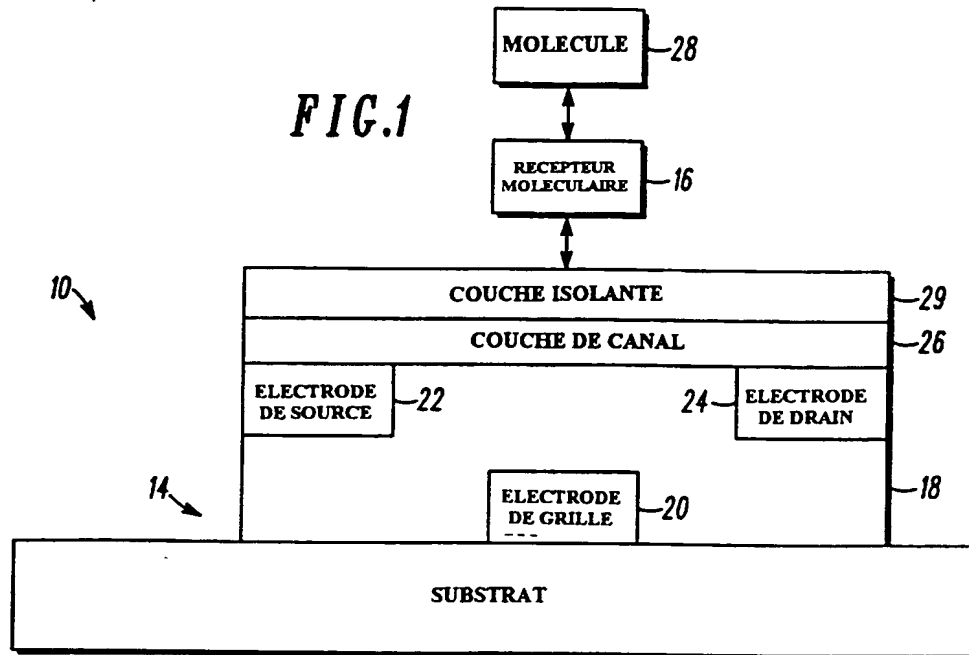 MOLECULE
28
FIG.1
RECEPTEUR
MOLECULAIRE
16
10
COUCHE ISOLANTE
29
COUCHE DE CANAL
26
ELECTRODE
DE SOURCE
22
24
ELECTRODE
DE DRAIN
14
ELECTRODE
DE GRILLE
20
18
SUBSTRAT